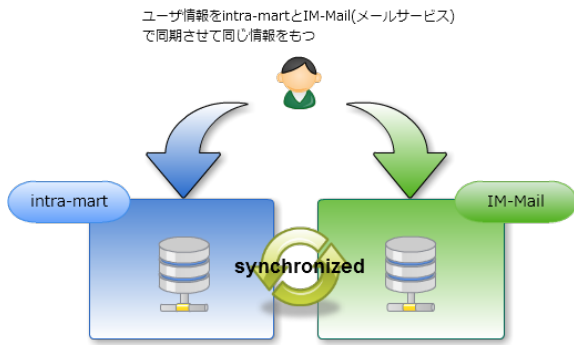 ユーザ情報をintra-martとIM-Mail(メールサービス)
で同期させて同じ情報をもつ
intra-mart
IM-Mail
synchronized